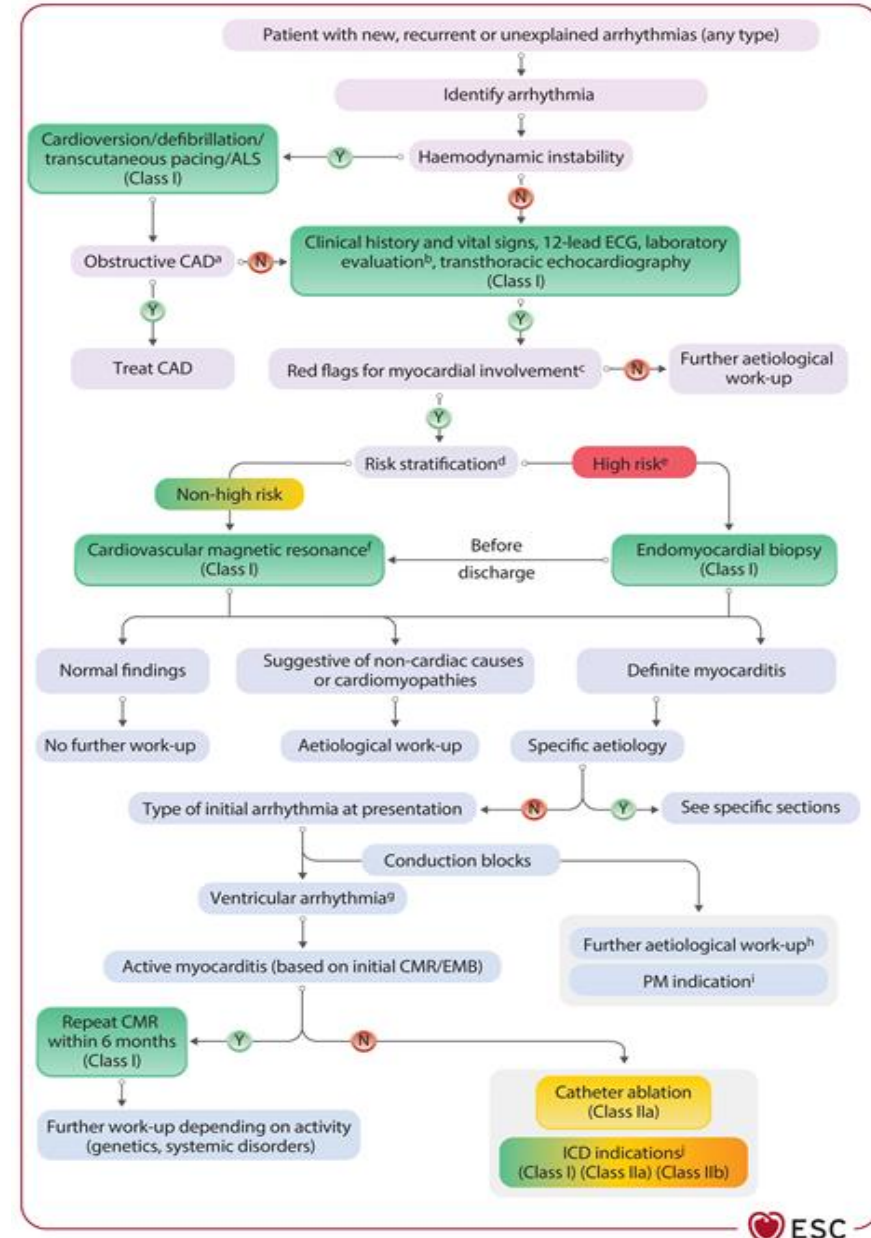 Patient with new, recurrent or unexplained arrhythmias (any type)
Identify arrhythmia
Cardioversion/defibrillation/
transcutaneous pacing/ALS
(Class I)
Y
Haemodynamic instability
N
Obstructive CADᵃ
N
Clinical history and vital signs, 12-lead ECG, laboratory
evaluationᵇ, transthoracic echocardiography
(Class I)
Y
Y
Treat CAD
Red flags for myocardial involvementᶜ
N
Further aetiological
work-up
Y
Risk stratificationᵈ
High riskᵉ
Non-high risk
Cardiovascular magnetic resonanceᶠ
(Class I)
Before
discharge
Endomyocardial biopsy
(Class I)
Normal findings
Suggestive of non-cardiac causes
or cardiomyopathies
Definite myocarditis
No further work-up
Aetiological work-up
Specific aetiology
Type of initial arrhythmia at presentation
N
Y
See specific sections
Conduction blocks
Ventricular arrhythmiaᵍ
Further aetiological work-upʰ
PM indicationⁱ
Active myocarditis (based on initial CMR/EMB)
Repeat CMR
within 6 months
(Class I)
Y
N
Further work-up depending on activity
(genetics, systemic disorders)
Catheter ablation
(Class IIa)
ICD indicationsʲ
(Class I) (Class IIa) (Class IIb)
ESC